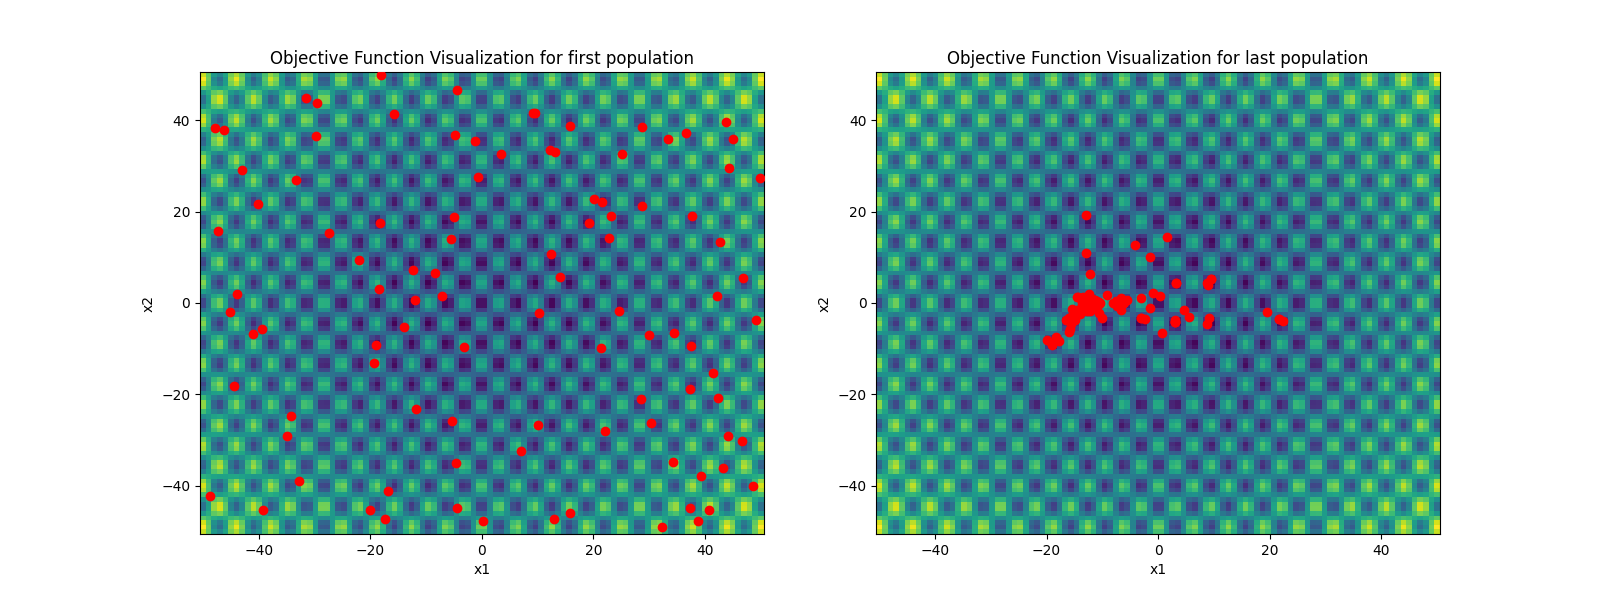 Objective Function Visualization for first population
40
20
0
−20
−40
x2
−40 −20 0 20 40
x1
Objective Function Visualization for last population
40
20
0
−20
−40
x2
−40 −20 0 20 40
x1